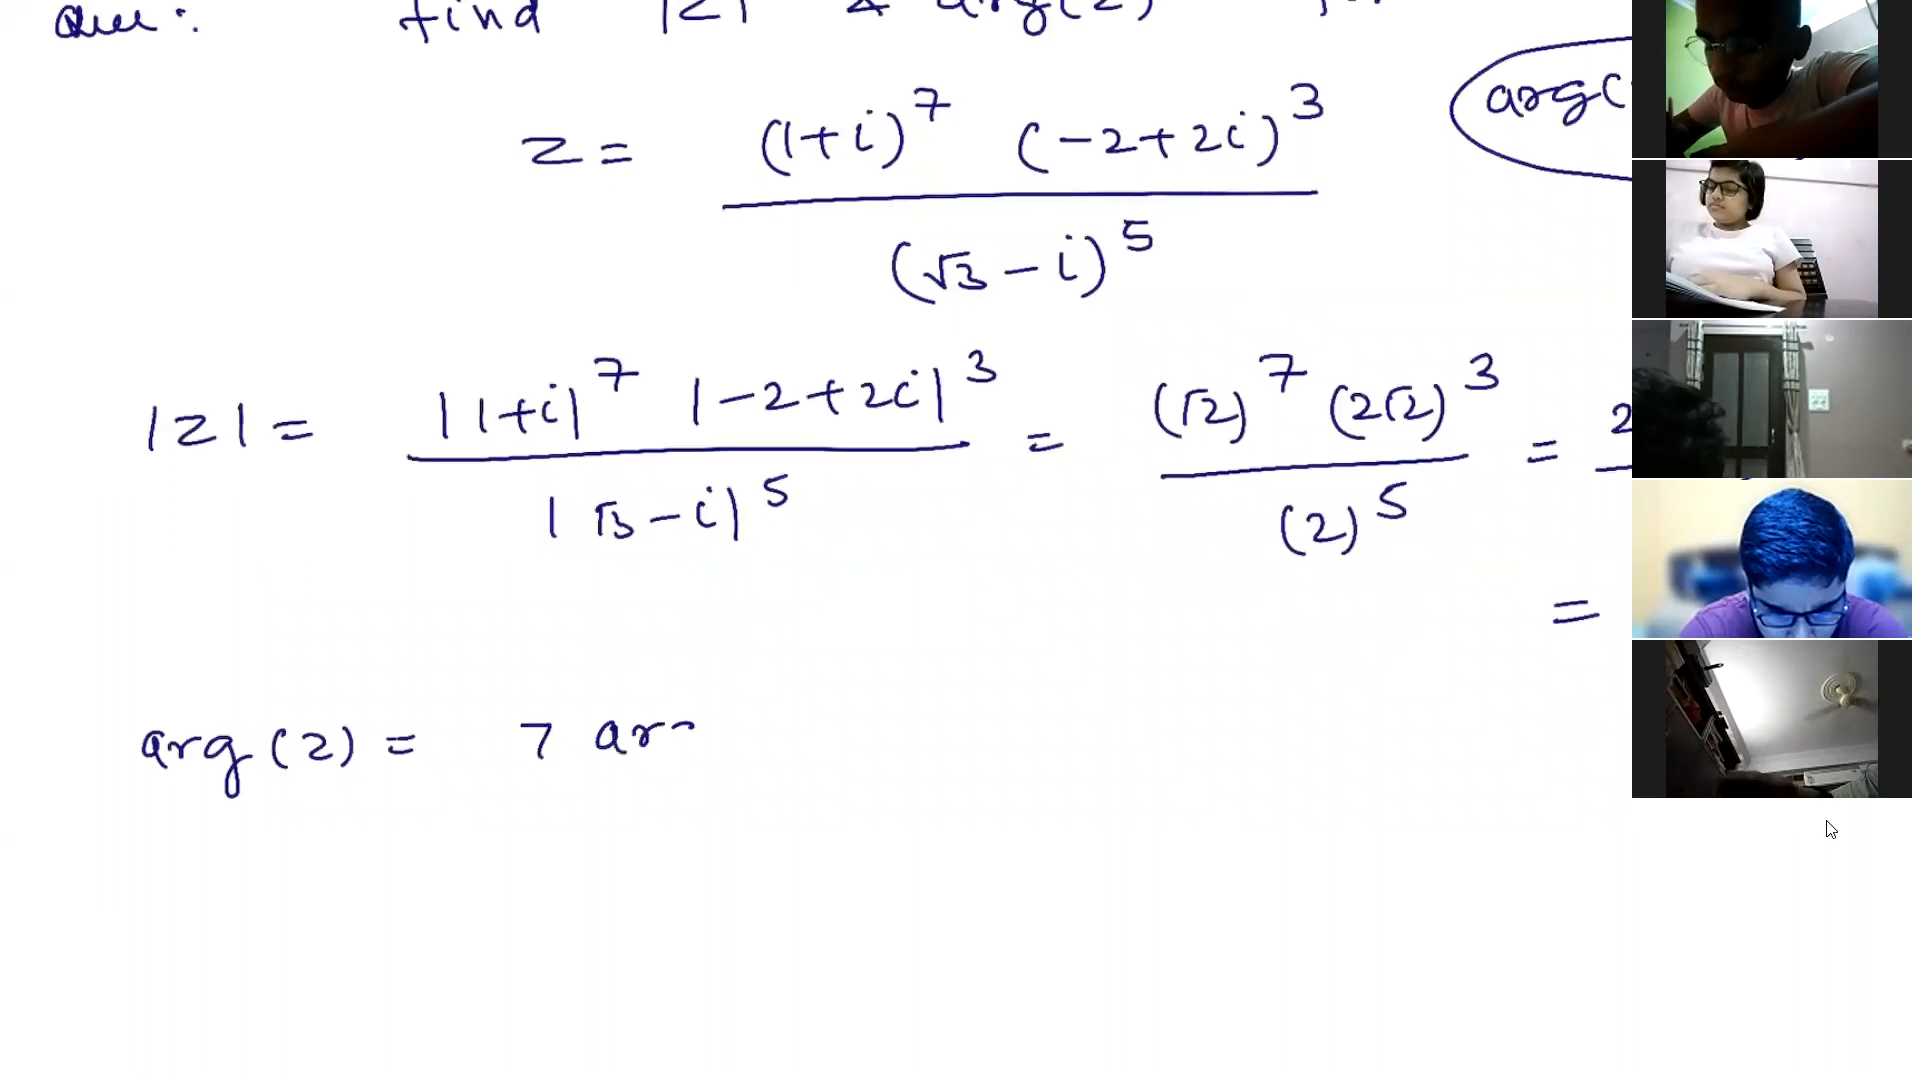 Que : find |z| & arg(z)
z = (1+i)^7 (-2+2i)^3 / (√3 - i)^5
arg(
|z| = |1+i|^7 |-2+2i|^3 / |√3 - i|^5 = (√2)^7 (2√2)^3 / (2)^5 = 2
=
arg(z) = 7 ar